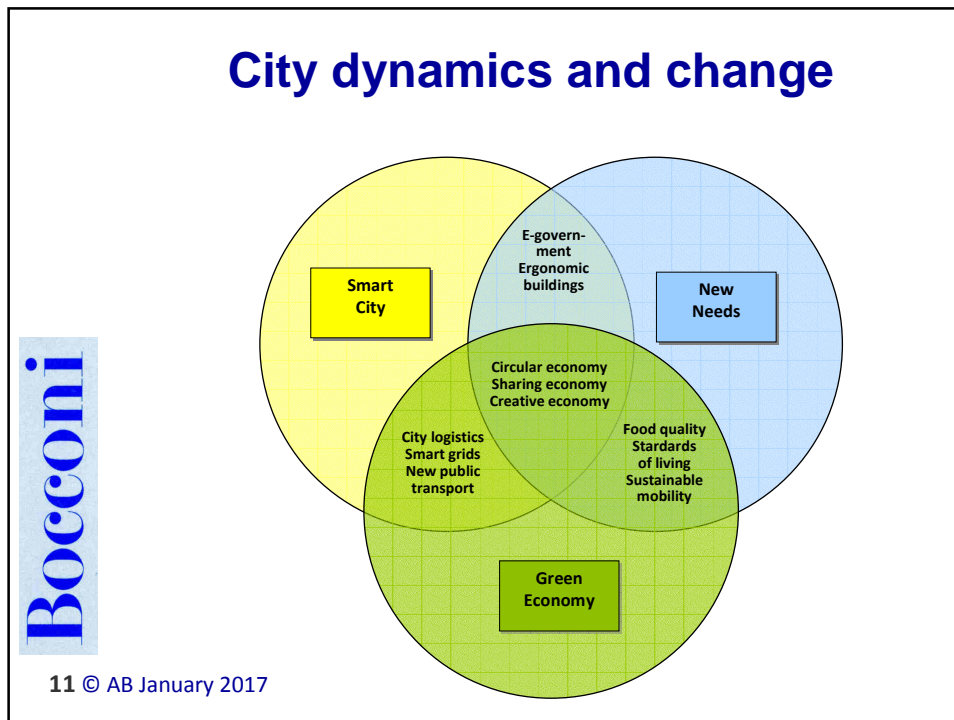 City dynamics and change
E-govern-
ment
Ergonomic
buildings
Smart
City
New
Needs
Circular economy
Sharing economy
Creative economy
City logistics
Smart grids
New public
transport
Food quality
Stardards
of living
Sustainable
mobility
Green
Economy
Bocconi
11 © AB January 2017